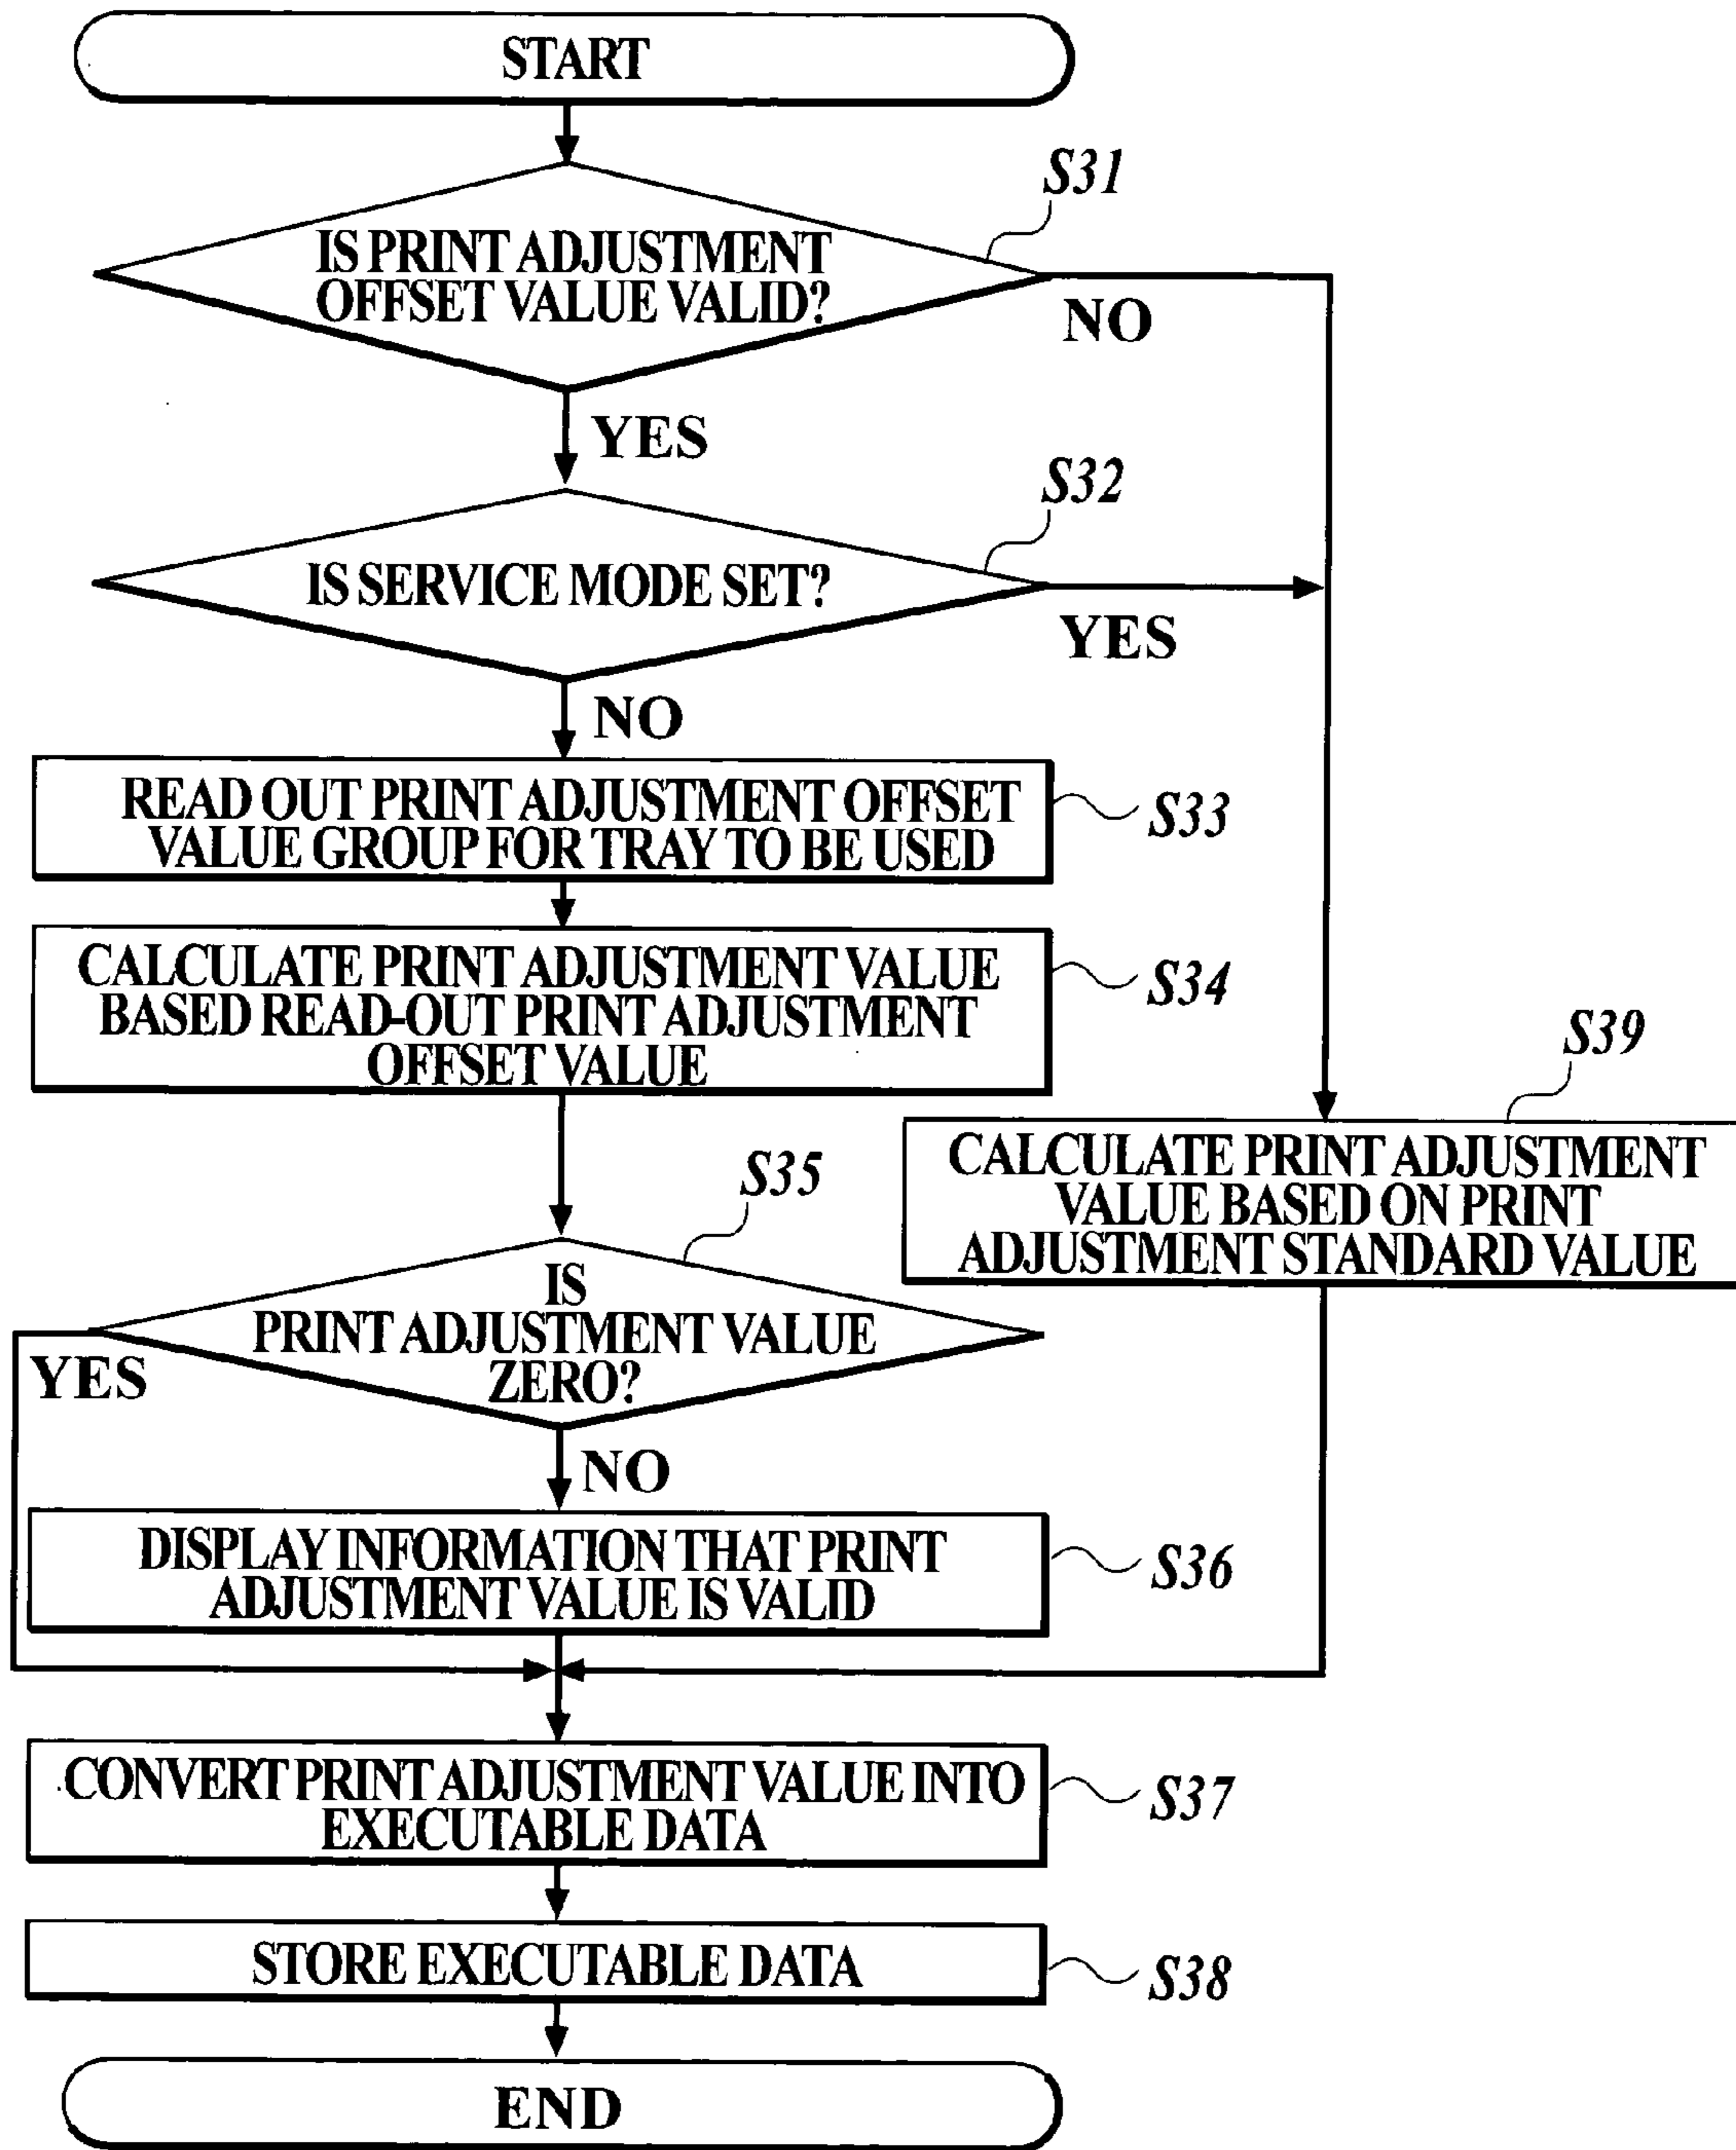 START
S31
IS PRINT ADJUSTMENT
OFFSET VALUE VALID?
NO
YES
S32
IS SERVICE MODE SET?
YES
NO
READ OUT PRINT ADJUSTMENT OFFSET
VALUE GROUP FOR TRAY TO BE USED
S33
CALCULATE PRINT ADJUSTMENT VALUE
BASED READ-OUT PRINT ADJUSTMENT
OFFSET VALUE
S34
S39
CALCULATE PRINT ADJUSTMENT
VALUE BASED ON PRINT
ADJUSTMENT STANDARD VALUE
S35
IS
PRINT ADJUSTMENT VALUE
ZERO?
YES
NO
DISPLAY INFORMATION THAT PRINT
ADJUSTMENT VALUE IS VALID
S36
CONVERT PRINT ADJUSTMENT VALUE INTO
EXECUTABLE DATA
S37
STORE EXECUTABLE DATA
S38
END